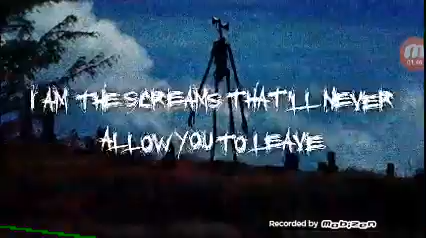 I AM THE SCREAMS THAT'LL NEVER
ALLOW YOU TO LEAVE
Recorded by mobizen